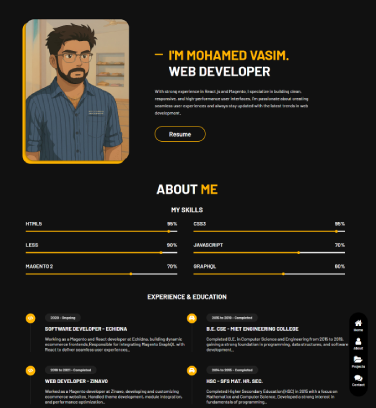 I'M MOHAMED VASIM.
WEB DEVELOPER
With strong experience in React.js and Magento, I specialize in building clean,
responsive, and high-performance user interfaces. I'm passionate about creating
seamless user experiences and always stay updated with the latest trends in web
development..
Resume
ABOUT ME
MY SKILLS
HTML5 95%
CSS3 95%
LESS 90%
JAVASCRIPT 70%
MAGENTO 2 70%
GRAPHQL 60%
EXPERIENCE & EDUCATION
2020 - Ongoing
SOFTWARE DEVELOPER - ECHIDNA
Working as a Magento and React developer at Echidna, building dynamic
ecommerce frontends. Responsible for integrating Magento GraphQL with
React to deliver seamless user experiences..
2015 to 2018 - Completed
B.E. CSE - MET ENGINEERING COLLEGE
Completed B.E. in Computer Science and Engineering from 2015 to 2018,
gaining a strong foundation in programming, data structures, and software
development..
2018 to 2021 - Completed
WEB DEVELOPER - ZINAVO
Worked as a Magento developer at Zinavo, developing and customizing
ecommerce websites. Handled theme development, module integration,
and performance optimization..
2014 to 2015 - Completed
HSC - SFS MAT. HR. SEC.
Completed Higher Secondary Education (HSC) in 2015 with a focus on
Mathematics and Computer Science. Developed a strong interest in
fundamentals of programming..
Home
About
Projects
Contact